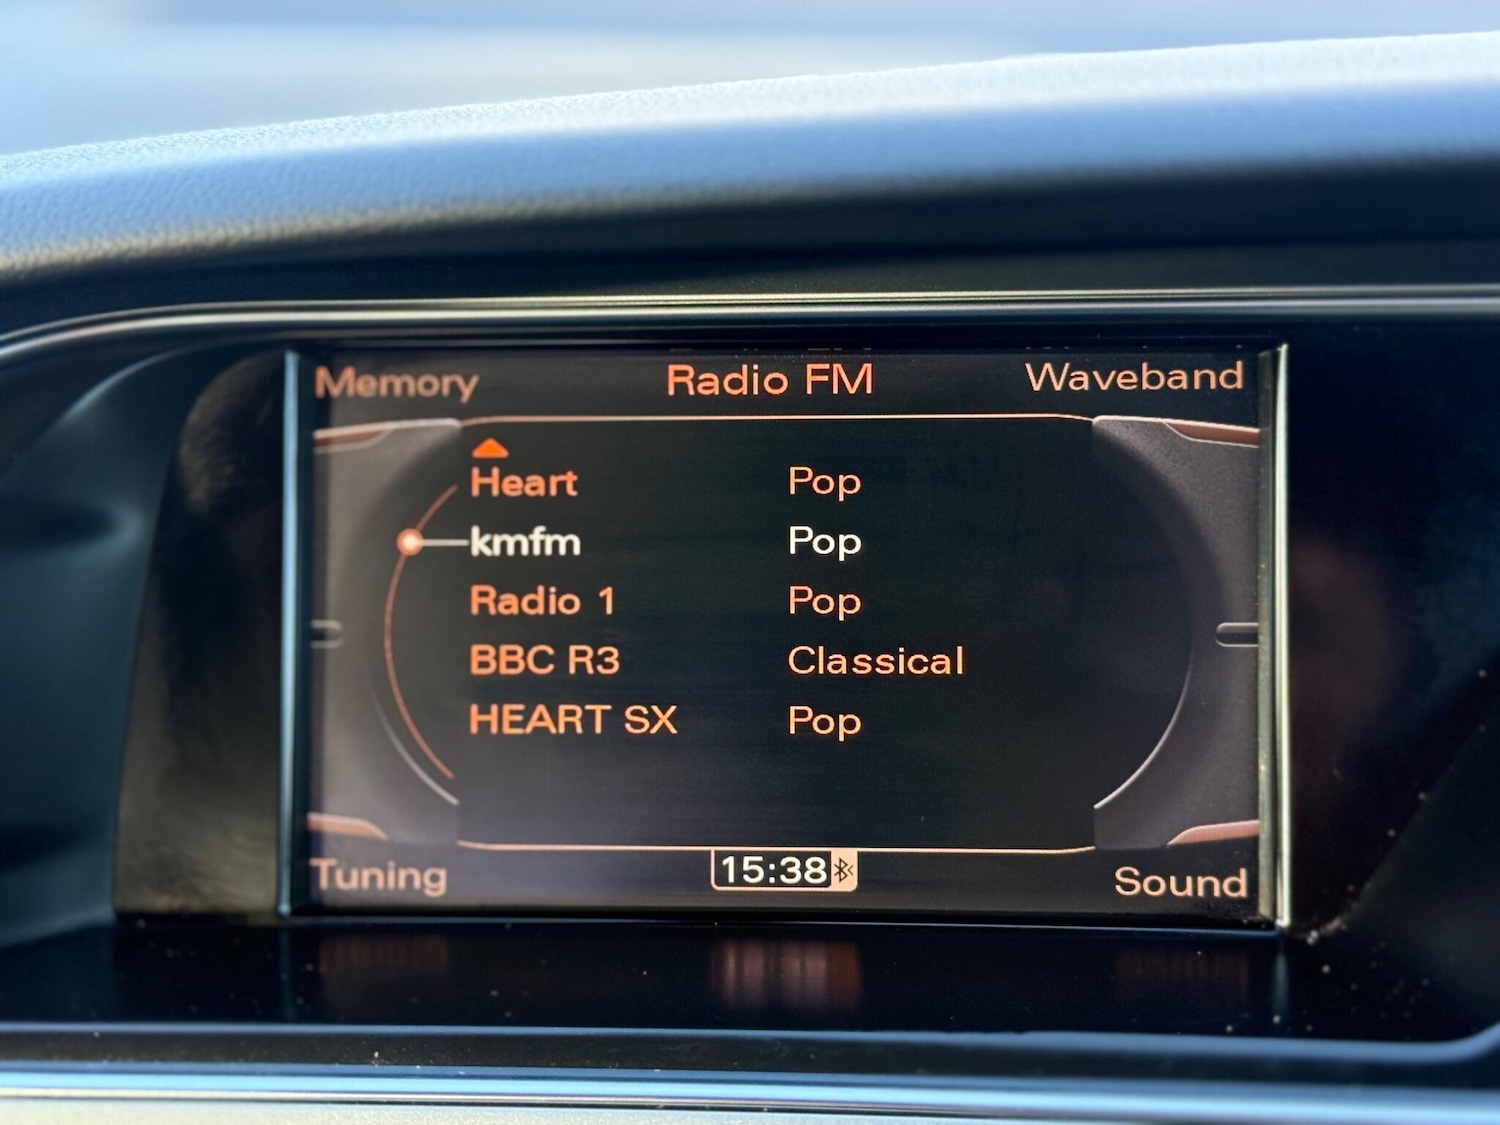 Memory Radio FM Waveband
Heart Pop
kmfm Pop
Radio 1 Pop
BBC R3 Classical
HEART SX Pop
Tuning 15:38 Sound